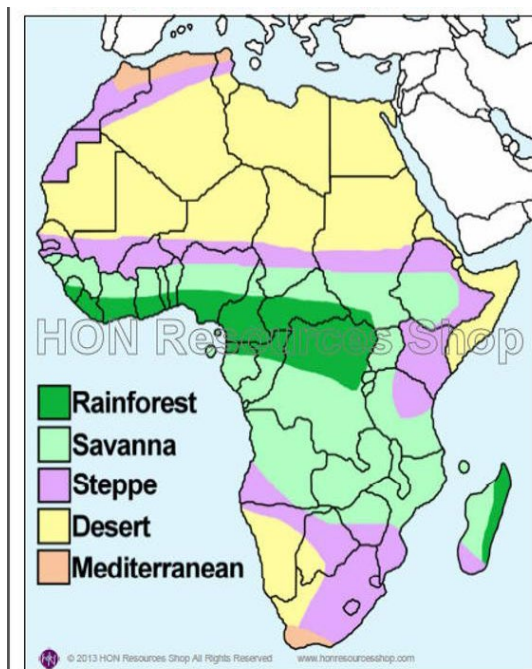 HON Resources Shop
Rainforest
Savanna
Steppe
Desert
Mediterranean
© 2013 HON Resources Shop All Rights Reserved www.honresourcesshop.com